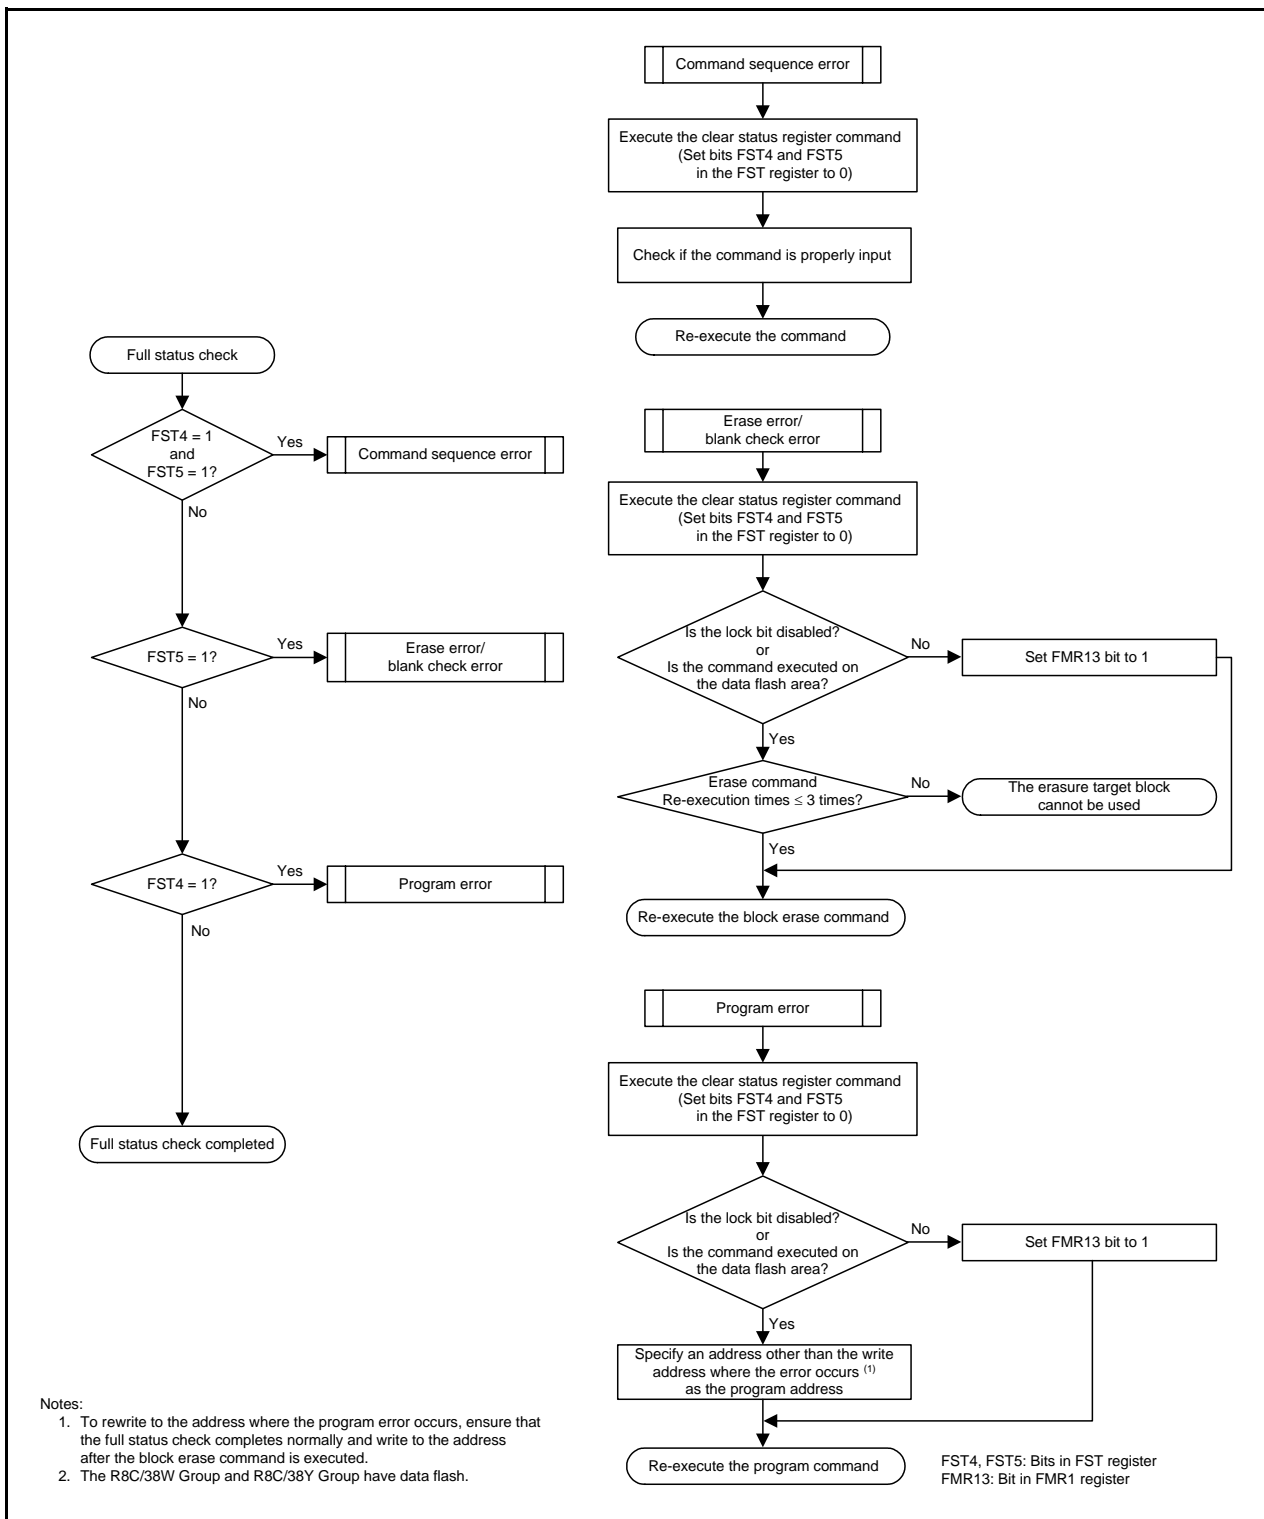 Full status check
FST4 = 1
and
FST5 = 1?
Yes
Command sequence error
No
FST5 = 1?
Yes
Erase error/
blank check error
No
FST4 = 1?
Yes
Program error
No
Full status check completed
Command sequence error
Execute the clear status register command
(Set bits FST4 and FST5
in the FST register to 0)
Check if the command is properly input
Re-execute the command
Erase error/
blank check error
Execute the clear status register command
(Set bits FST4 and FST5
in the FST register to 0)
Is the lock bit disabled?
or
Is the command executed on
the data flash area?
No
Set FMR13 bit to 1
Yes
Erase command
Re-execution times ≤ 3 times?
No
The erasure target block
cannot be used
Yes
Re-execute the block erase command
Program error
Execute the clear status register command
(Set bits FST4 and FST5
in the FST register to 0)
Is the lock bit disabled?
or
Is the command executed on
the data flash area?
No
Set FMR13 bit to 1
Yes
Specify an address other than the write
address where the error occurs (1)
as the program address
Re-execute the program command
Notes:
1. To rewrite to the address where the program error occurs, ensure that
the full status check completes normally and write to the address
after the block erase command is executed.
2. The R8C/38W Group and R8C/38Y Group have data flash.
FST4, FST5: Bits in FST register
FMR13: Bit in FMR1 register